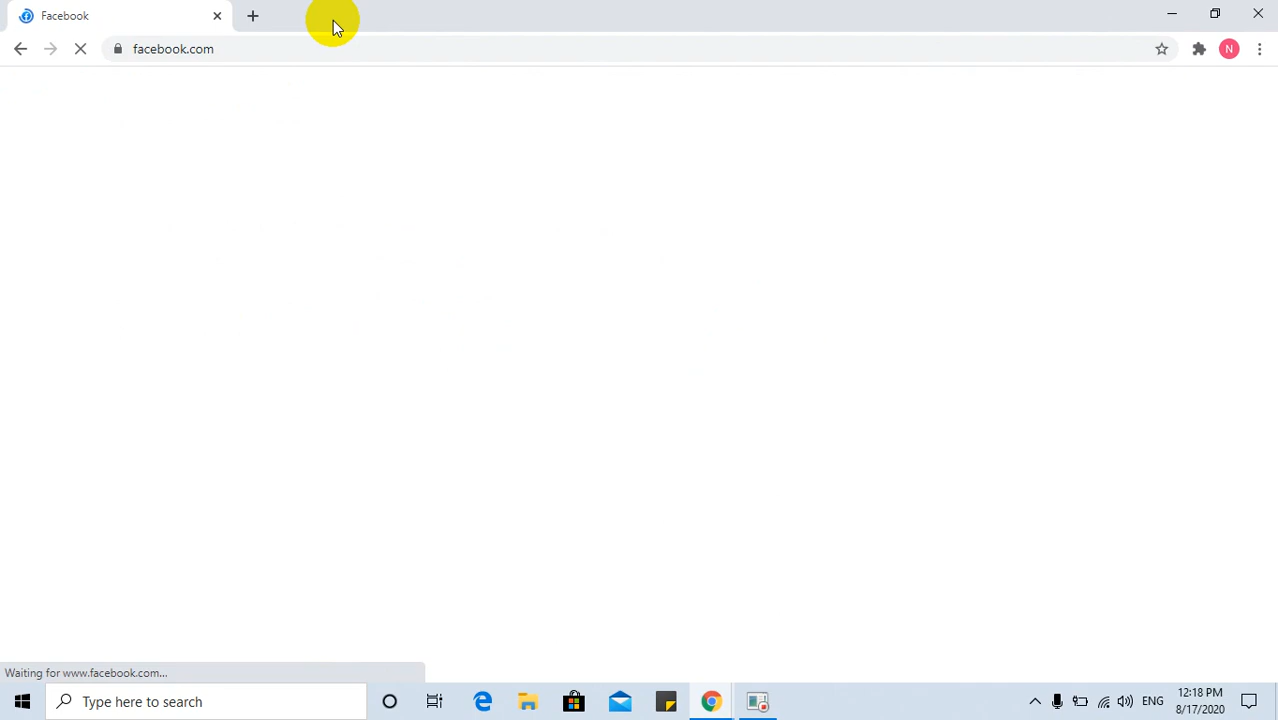 Facebook
facebook.com
N
Waiting for www.facebook.com...
Type here to search
ENG
12:18 PM
8/17/2020